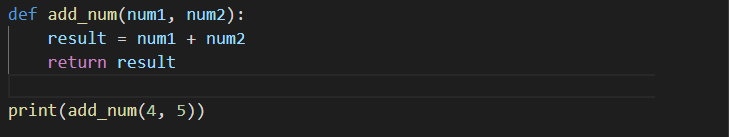 def add_num(num1, num2):
    result = num1 + num2
    return result

print(add_num(4, 5))